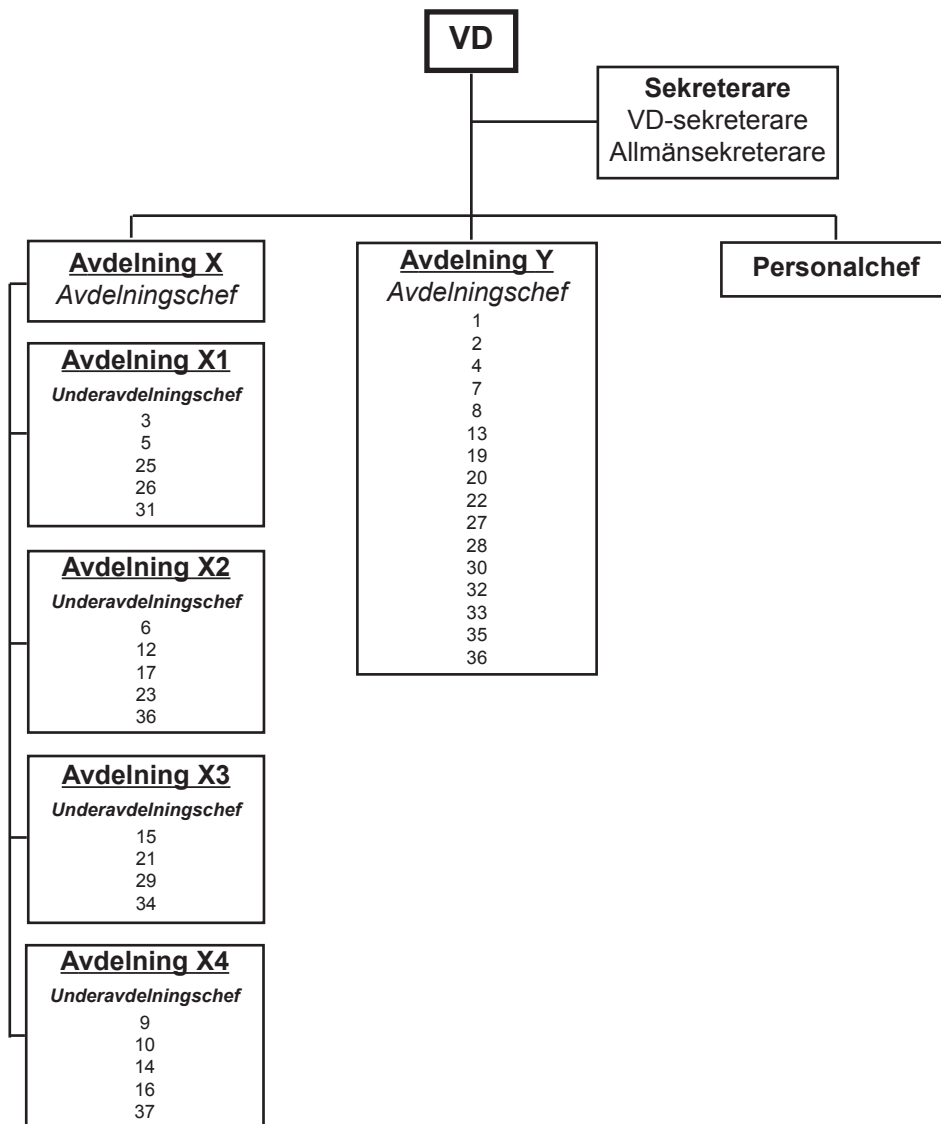 VD
Sekreterare
VD-sekreterare
Allmänsekreterare
Avdelning X
Avdelningschef
Avdelning X1
Underavdelningschef
3
5
25
26
31
Avdelning X2
Underavdelningschef
6
12
17
23
36
Avdelning X3
Underavdelningschef
15
21
29
34
Avdelning X4
Underavdelningschef
9
10
14
16
37
Avdelning Y
Avdelningschef
1
2
4
7
8
13
19
20
22
27
28
30
32
33
35
36
Personalchef